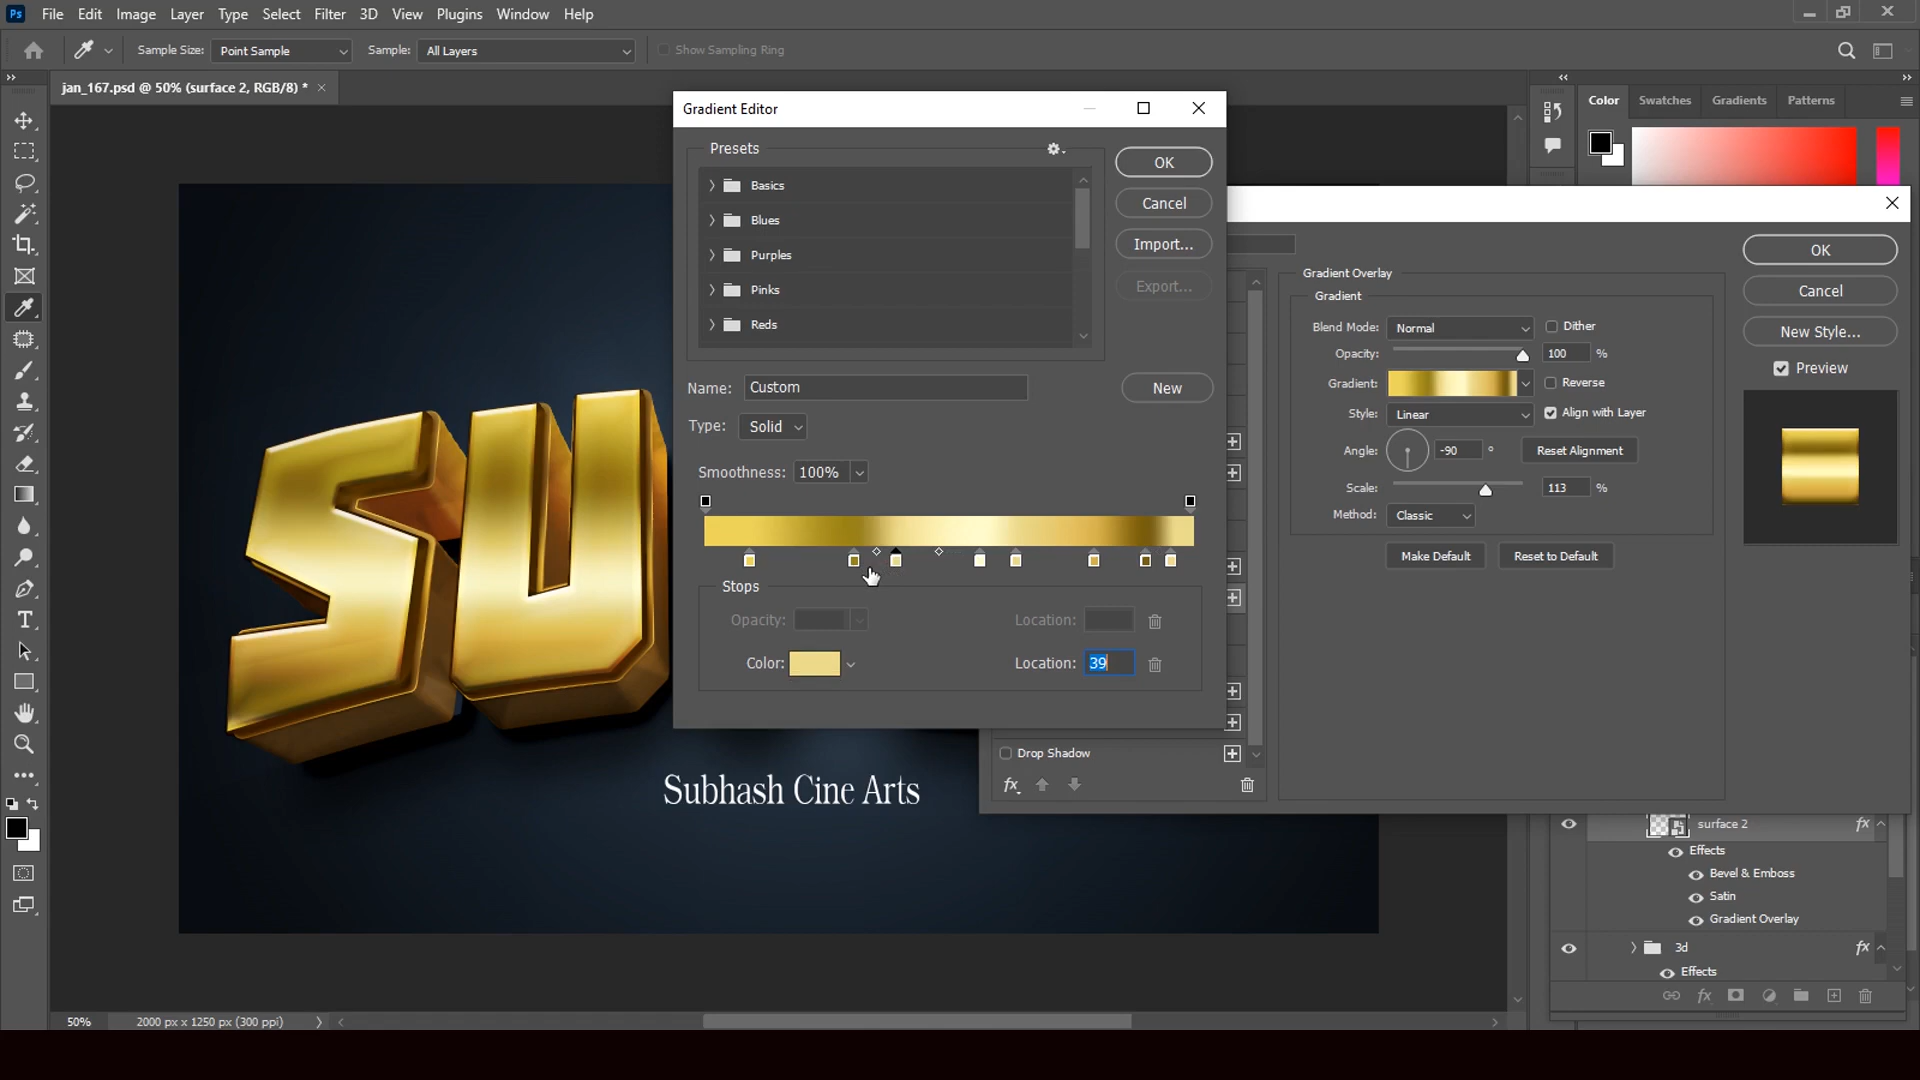 Ps File Edit Image Layer Type Select Filter 3D View Plugins Window Help
Sample Size: Point Sample Sample: All Layers Show Sampling Ring
jan_167.psd @ 50% (surface 2, RGB/8) *
Color Swatches Gradients Patterns
Gradient Editor
Presets
Basics
Blues
Purples
Pinks
Reds
OK
Cancel
Import...
Export...
Name: Custom
New
Type: Solid
Smoothness: 100%
Stops
Opacity: Location:
Color: Location: 39
OK
Cancel
New Style...
Preview
Gradient Overlay
Gradient
Blend Mode: Normal Dither
Opacity: 100 %
Gradient: Reverse
Style: Linear Align with Layer
Angle: -90 ° Reset Alignment
Scale: 113 %
Method: Classic
Make Default Reset to Default
Drop Shadow
fx
SU
Subhash Cine Arts
surface 2 fx
Effects
Bevel & Emboss
Satin
Gradient Overlay
3d fx
Effects
fx
50% 2000 px x 1250 px (300 ppi)